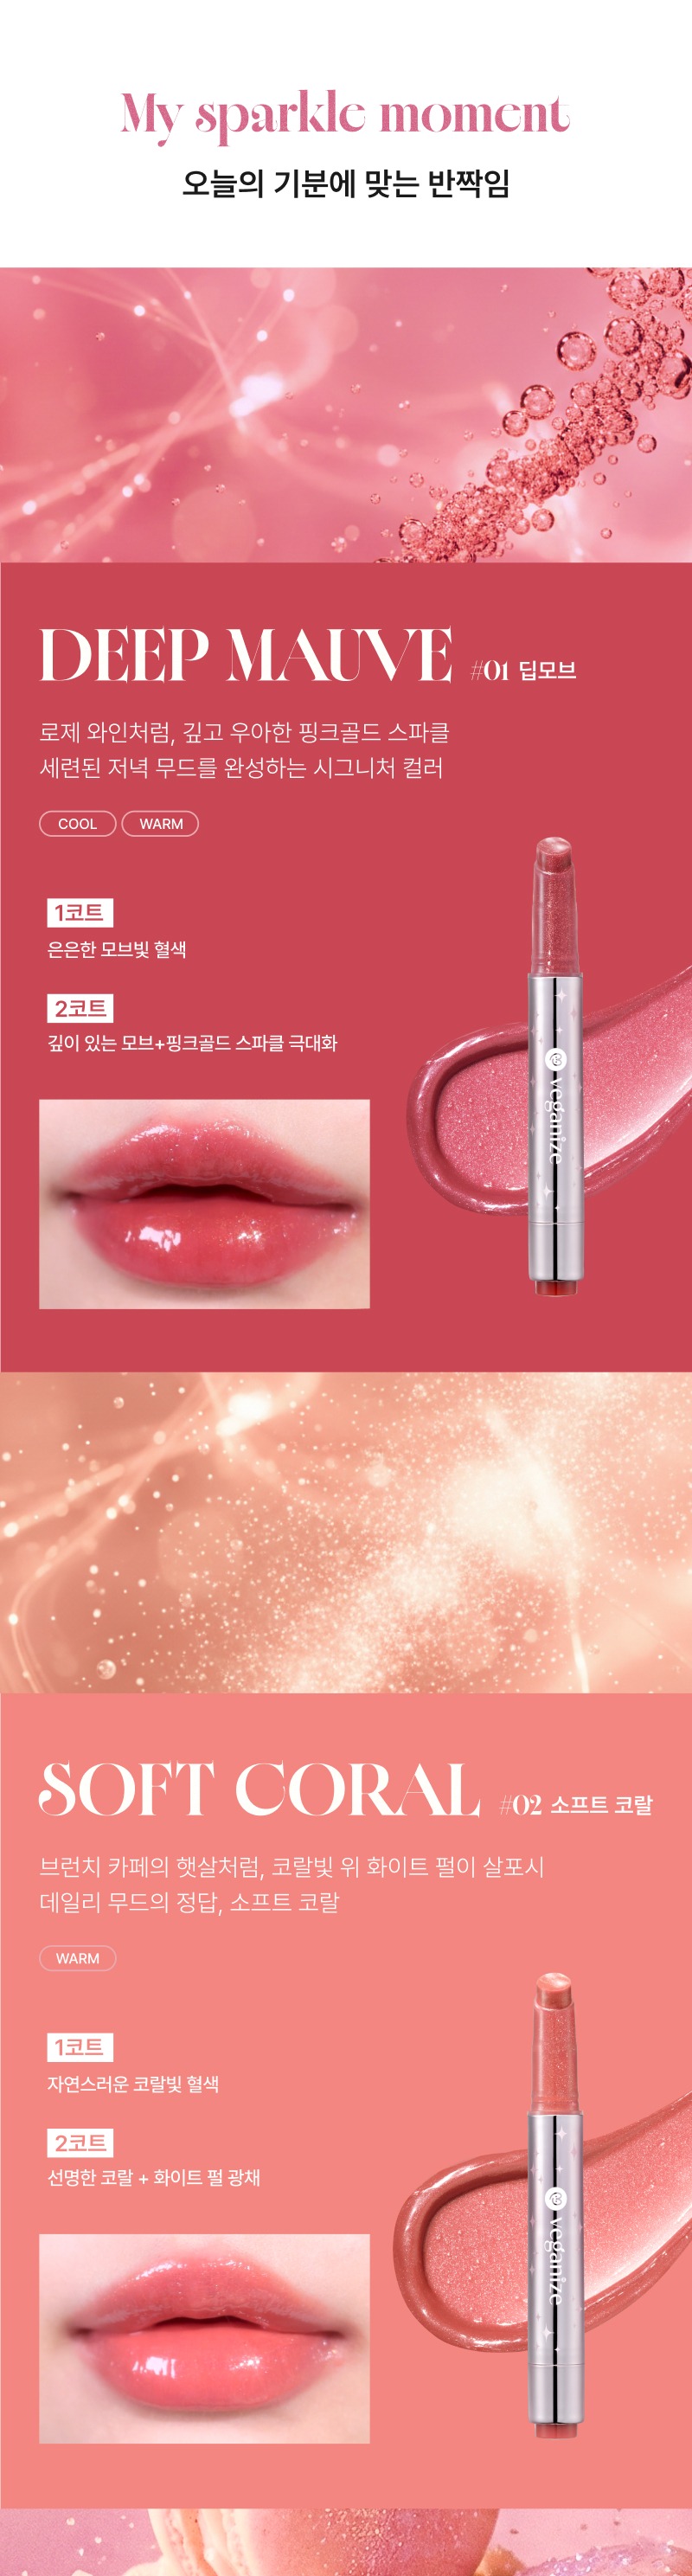 My sparkle moment
오늘의 기분에 맞는 반짝임
DEEP MAUVE #01 딥모브
로제 와인처럼, 깊고 우아한 핑크골드 스파클
세련된 저녁 무드를 완성하는 시그니처 컬러
COOL WARM
1코트
은은한 모브빛 혈색
2코트
깊이 있는 모브+핑크골드 스파클 극대화
veganize
SOFT CORAL #02 소프트 코랄
브런치 카페의 햇살처럼, 코랄빛 위 화이트 펄이 살포시
데일리 무드의 정답, 소프트 코랄
WARM
1코트
자연스러운 코랄빛 혈색
2코트
선명한 코랄 + 화이트 펄 광채
veganize